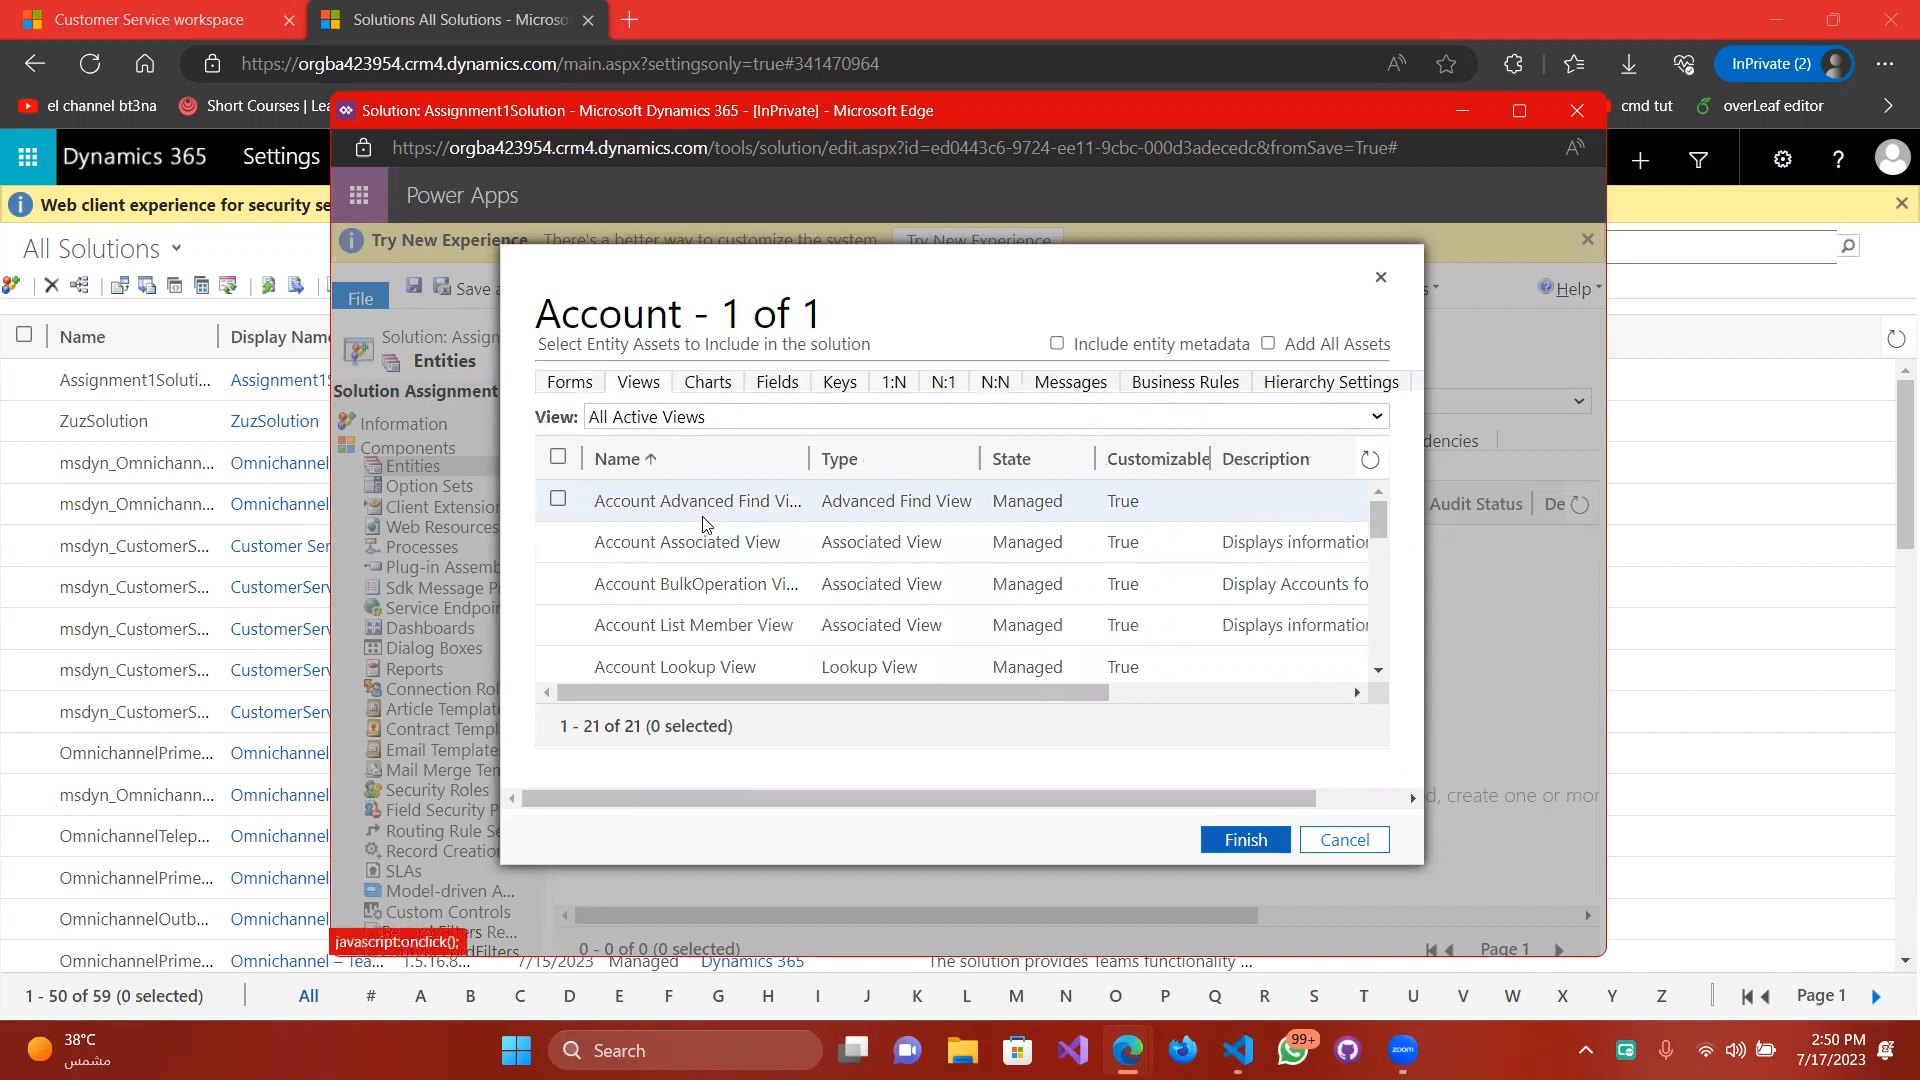 Customer Service workspace
Solutions All Solutions - Microso
https://orgba423954.crm4.dynamics.com/main.aspx?settingsonly=true#341470964
InPrivate (2)
el channel bt3na
Short Courses | Lea
cmd tut
overLeaf editor
Solution: Assignment1Solution - Microsoft Dynamics 365 - [InPrivate] - Microsoft Edge
https://orgba423954.crm4.dynamics.com/tools/solution/edit.aspx?id=ed0443c6-9724-ee11-9cbc-000d3adecedc&fromSave=True#
Dynamics 365
Settings
Power Apps
Web client experience for security se
Try New Experience There's a better way to customize the system Try New Experience
All Solutions
File
Save a
Help
Name
Display Name
Solution: Assign
Entities
Solution Assignment
Information
Components
Entities
Option Sets
Client Extension
Web Resources
Processes
Plug-in Assemb
Sdk Message P
Service Endpoin
Dashboards
Dialog Boxes
Reports
Connection Rol
Article Template
Contract Templ
Email Template
Mail Merge Ten
Security Roles
Field Security P
Routing Rule Se
Record Creatio
SLAs
Model-driven A...
Custom Controls
Account - 1 of 1
Select Entity Assets to Include in the solution
Include entity metadata
Add All Assets
Forms Views Charts Fields Keys 1:N N:1 N:N Messages Business Rules Hierarchy Settings
View: All Active Views
Name Type State Customizable Description
Account Advanced Find Vi... Advanced Find View Managed True
Account Associated View Associated View Managed True Displays information
Account BulkOperation Vi... Associated View Managed True Display Accounts fo
Account List Member View Associated View Managed True Displays information
Account Lookup View Lookup View Managed True
1 - 21 of 21 (0 selected)
Finish
Cancel
dencies
Audit Status
De
d, create one or mor
Assignment1Soluti... Assignment1S
ZuzSolution ZuzSolution
msdyn_Omnichann... Omnichannel
msdyn_Omnichann... Omnichannel
msdyn_CustomerS... Customer Ser
msdyn_CustomerS... CustomerServ
msdyn_CustomerS... CustomerServ
msdyn_CustomerS... CustomerServ
msdyn_CustomerS... CustomerServ
OmnichannelPrime... Omnichannel
msdyn_Omnichann... Omnichannel
OmnichannelTelep... Omnichannel
OmnichannelPrime... Omnichannel
OmnichannelOutb... Omnichannel
OmnichannelPrime... Omnichannel – Tea... 1.5.16.8... 7/15/2023 Managed Dynamics 365 The solution provides Teams functionality ...
javascript:onclick();
0 - 0 of 0 (0 selected)
Page 1
1 - 50 of 59 (0 selected)
All # A B C D E F G H I J K L M N O P Q R S T U V W X Y Z
Page 1
38°C
مشمس
Search
99+
zoom
2:50 PM
7/17/2023